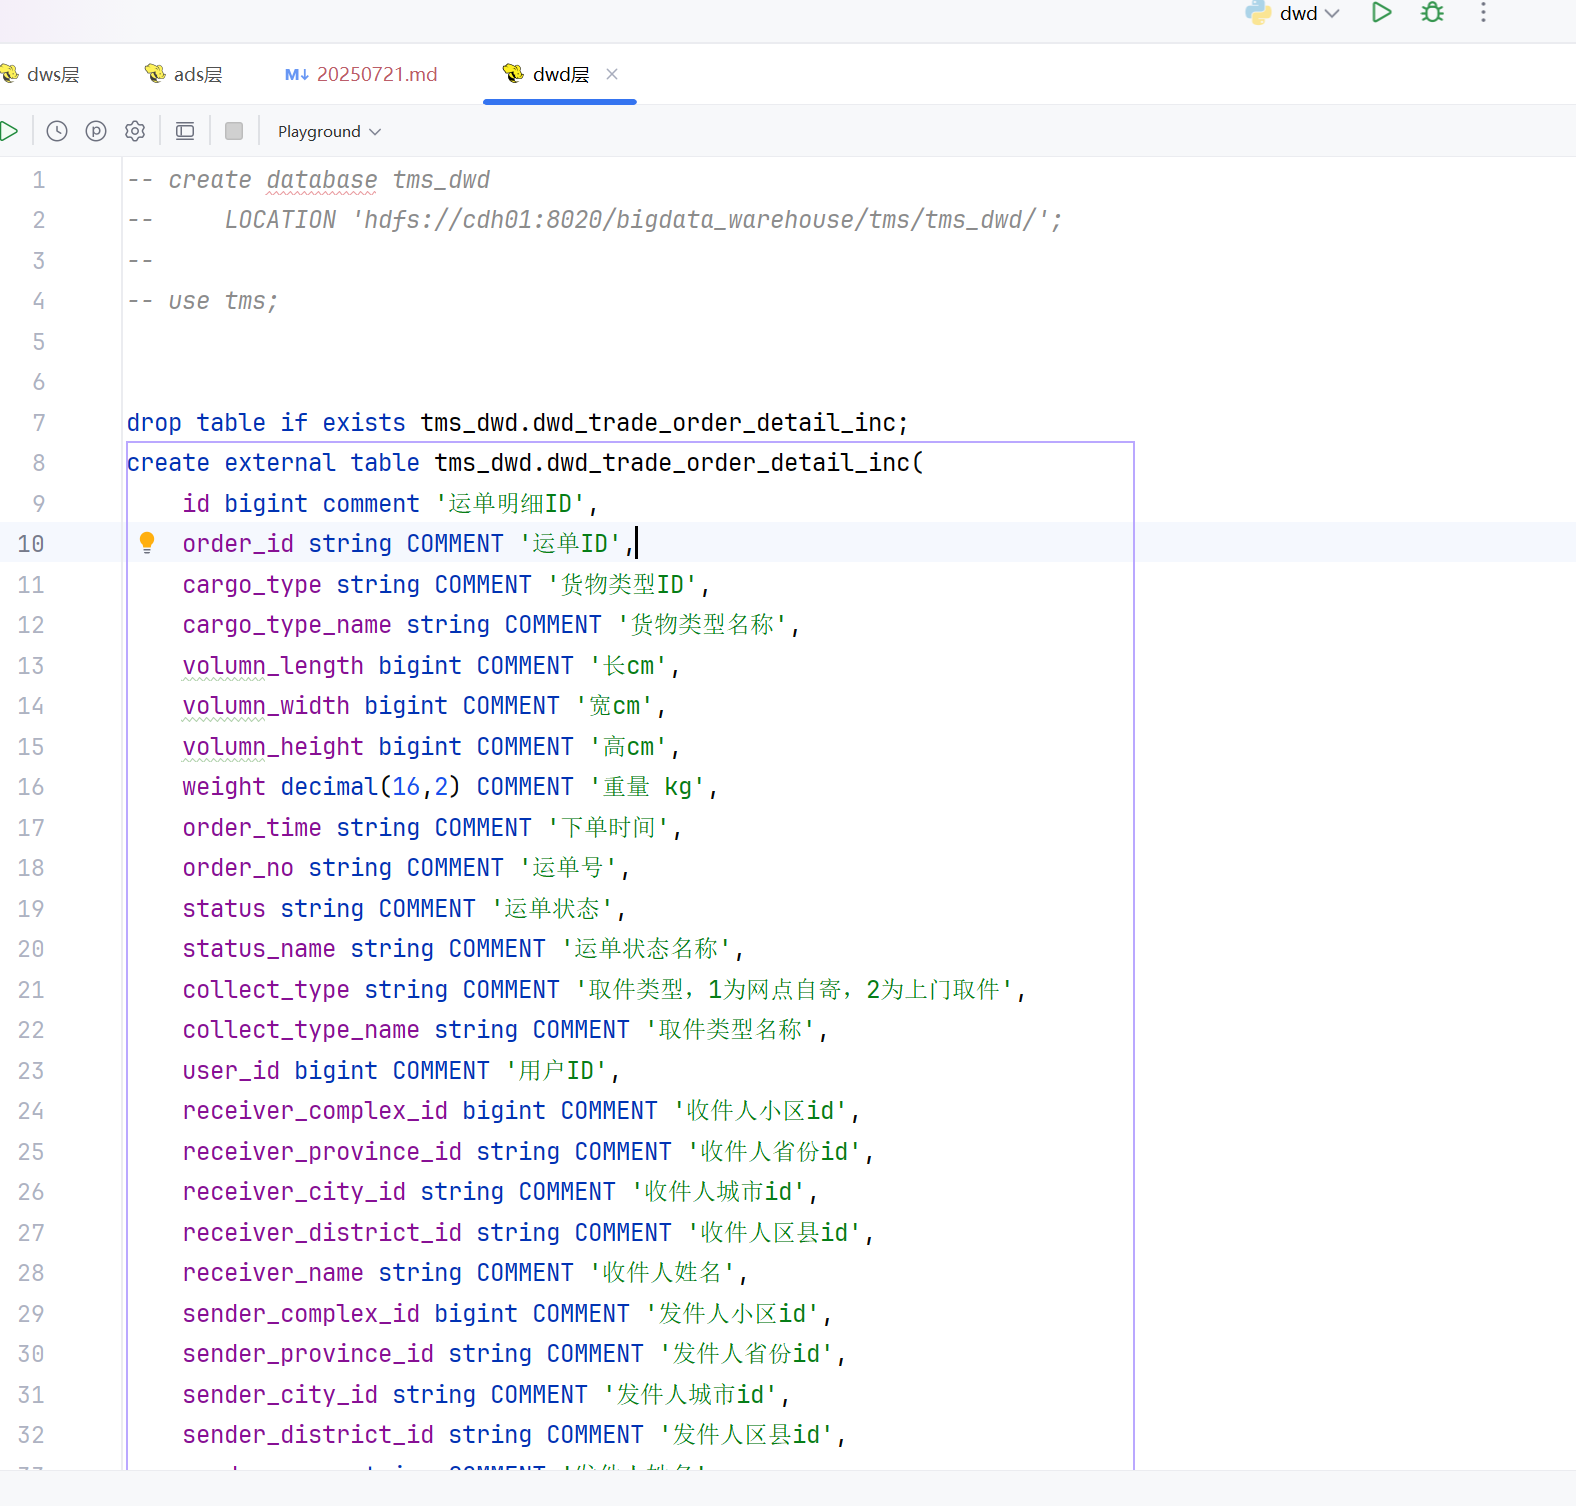 dwd
dws层
ads层
M↓ 20250721.md
dwd层
Playground
1 -- create database tms_dwd
2 --     LOCATION 'hdfs://cdh01:8020/bigdata_warehouse/tms/tms_dwd/';
3 --
4 -- use tms;
5
6
7 drop table if exists tms_dwd.dwd_trade_order_detail_inc;
8 create external table tms_dwd.dwd_trade_order_detail_inc(
9     id bigint comment '运单明细ID',
10     order_id string COMMENT '运单ID',
11     cargo_type string COMMENT '货物类型ID',
12     cargo_type_name string COMMENT '货物类型名称',
13     volumn_length bigint COMMENT '长cm',
14     volumn_width bigint COMMENT '宽cm',
15     volumn_height bigint COMMENT '高cm',
16     weight decimal(16,2) COMMENT '重量 kg',
17     order_time string COMMENT '下单时间',
18     order_no string COMMENT '运单号',
19     status string COMMENT '运单状态',
20     status_name string COMMENT '运单状态名称',
21     collect_type string COMMENT '取件类型，1为网点自寄，2为上门取件',
22     collect_type_name string COMMENT '取件类型名称',
23     user_id bigint COMMENT '用户ID',
24     receiver_complex_id bigint COMMENT '收件人小区id',
25     receiver_province_id string COMMENT '收件人省份id',
26     receiver_city_id string COMMENT '收件人城市id',
27     receiver_district_id string COMMENT '收件人区县id',
28     receiver_name string COMMENT '收件人姓名',
29     sender_complex_id bigint COMMENT '发件人小区id',
30     sender_province_id string COMMENT '发件人省份id',
31     sender_city_id string COMMENT '发件人城市id',
32     sender_district_id string COMMENT '发件人区县id',